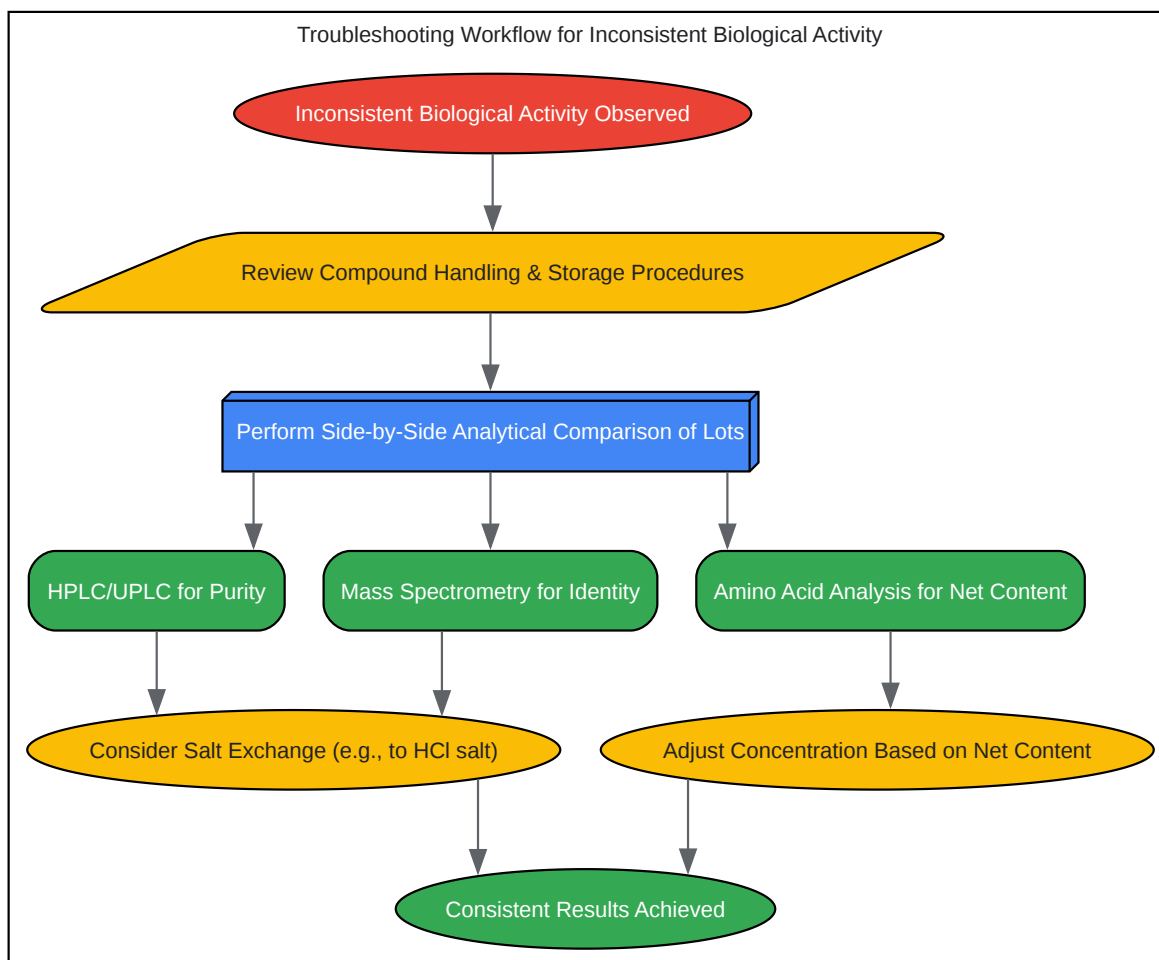 Troubleshooting Workflow for Inconsistent Biological Activity
Inconsistent Biological Activity Observed
Review Compound Handling & Storage Procedures
Perform Side-by-Side Analytical Comparison of Lots
HPLC/UPLC for Purity
Mass Spectrometry for Identity
Amino Acid Analysis for Net Content
Consider Salt Exchange (e.g., to HCl salt)
Adjust Concentration Based on Net Content
Consistent Results Achieved